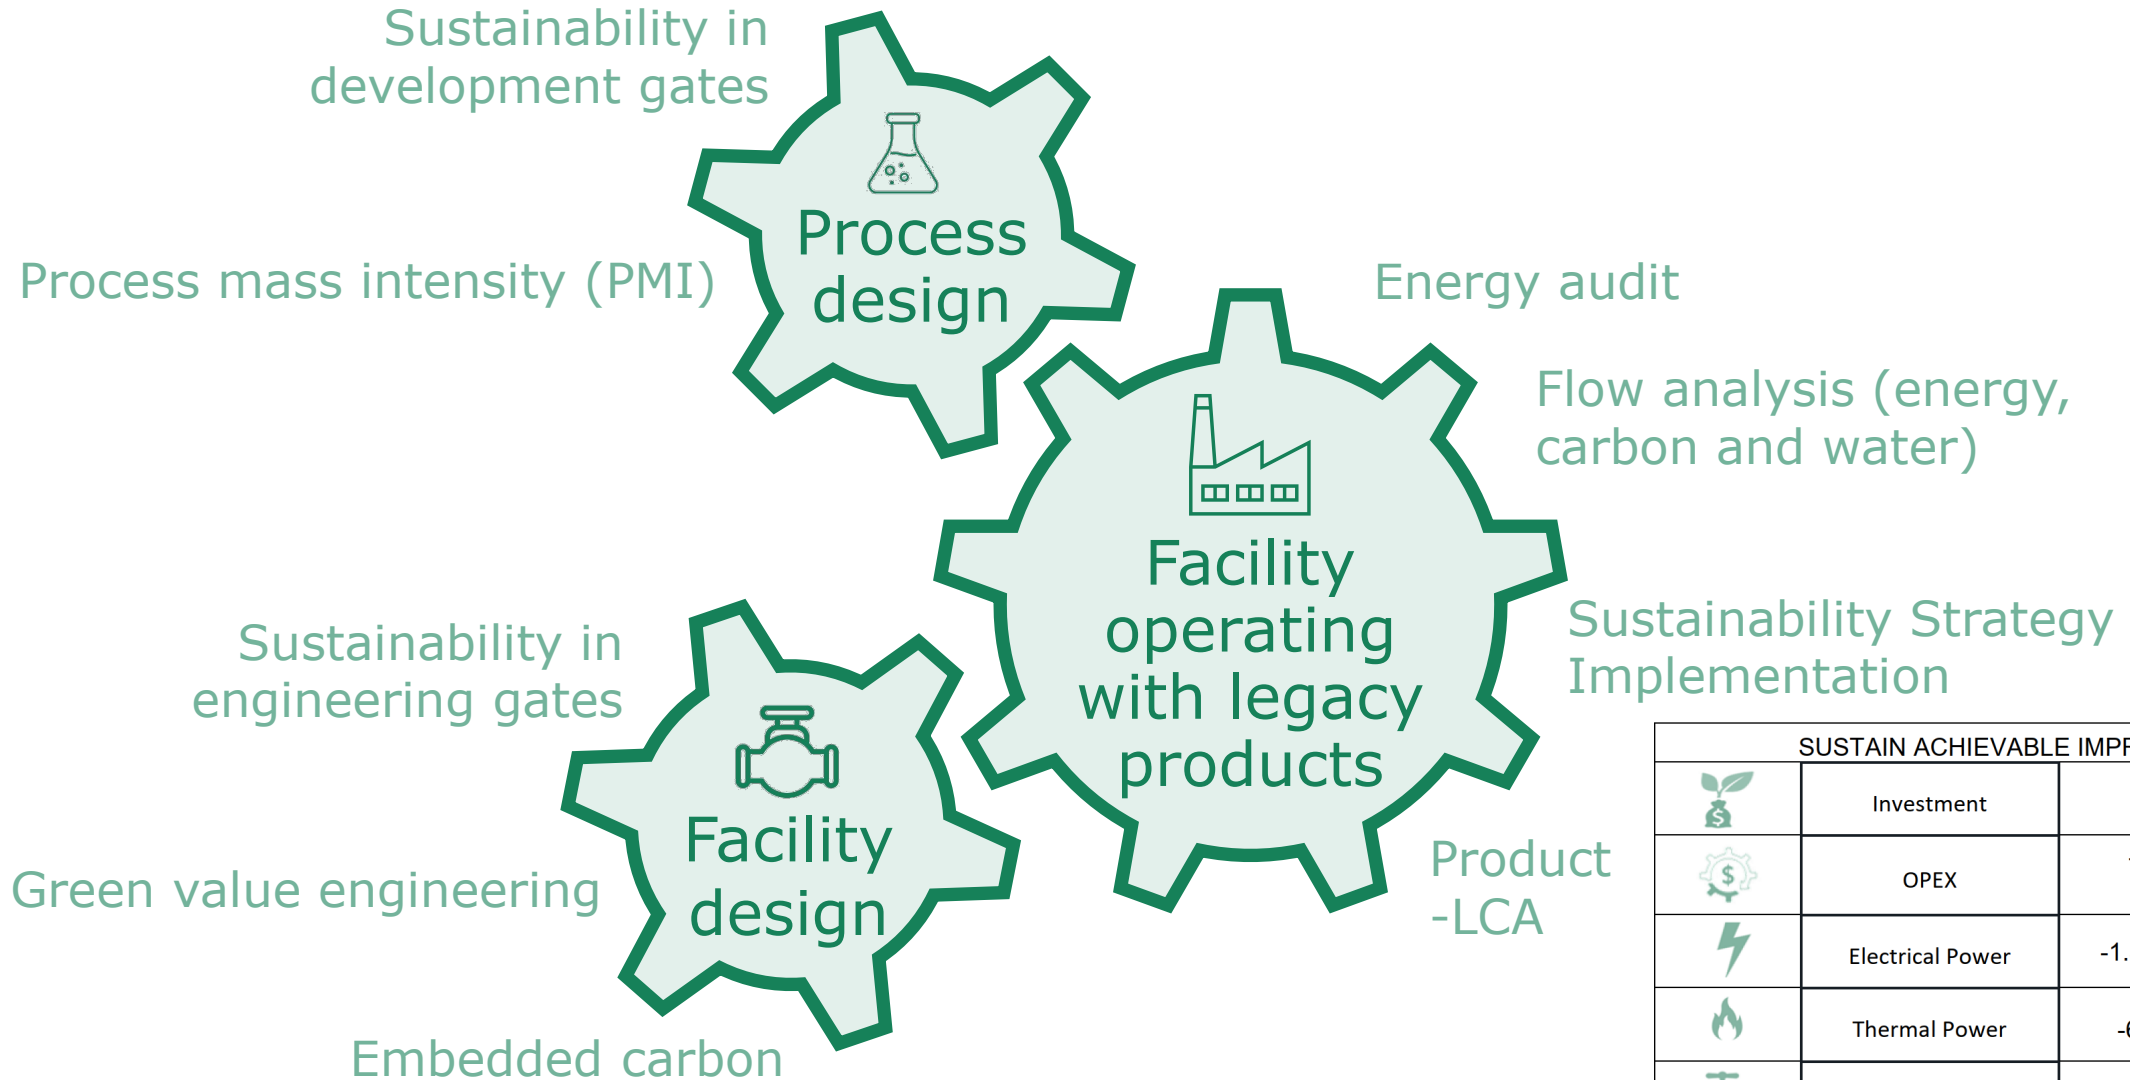 Sustainability in
development gates
Process mass intensity (PMI)
Process
design
Energy audit
Flow analysis (energy,
carbon and water)
Facility
operating
with legacy
products
Sustainability Strategy
Implementation
Product
-LCA
Sustainability in
engineering gates
Green value engineering
Facility
design
Embedded carbon
SUSTAIN ACHIEVABLE
Investment
OPEX
Electrical Power
Thermal Power